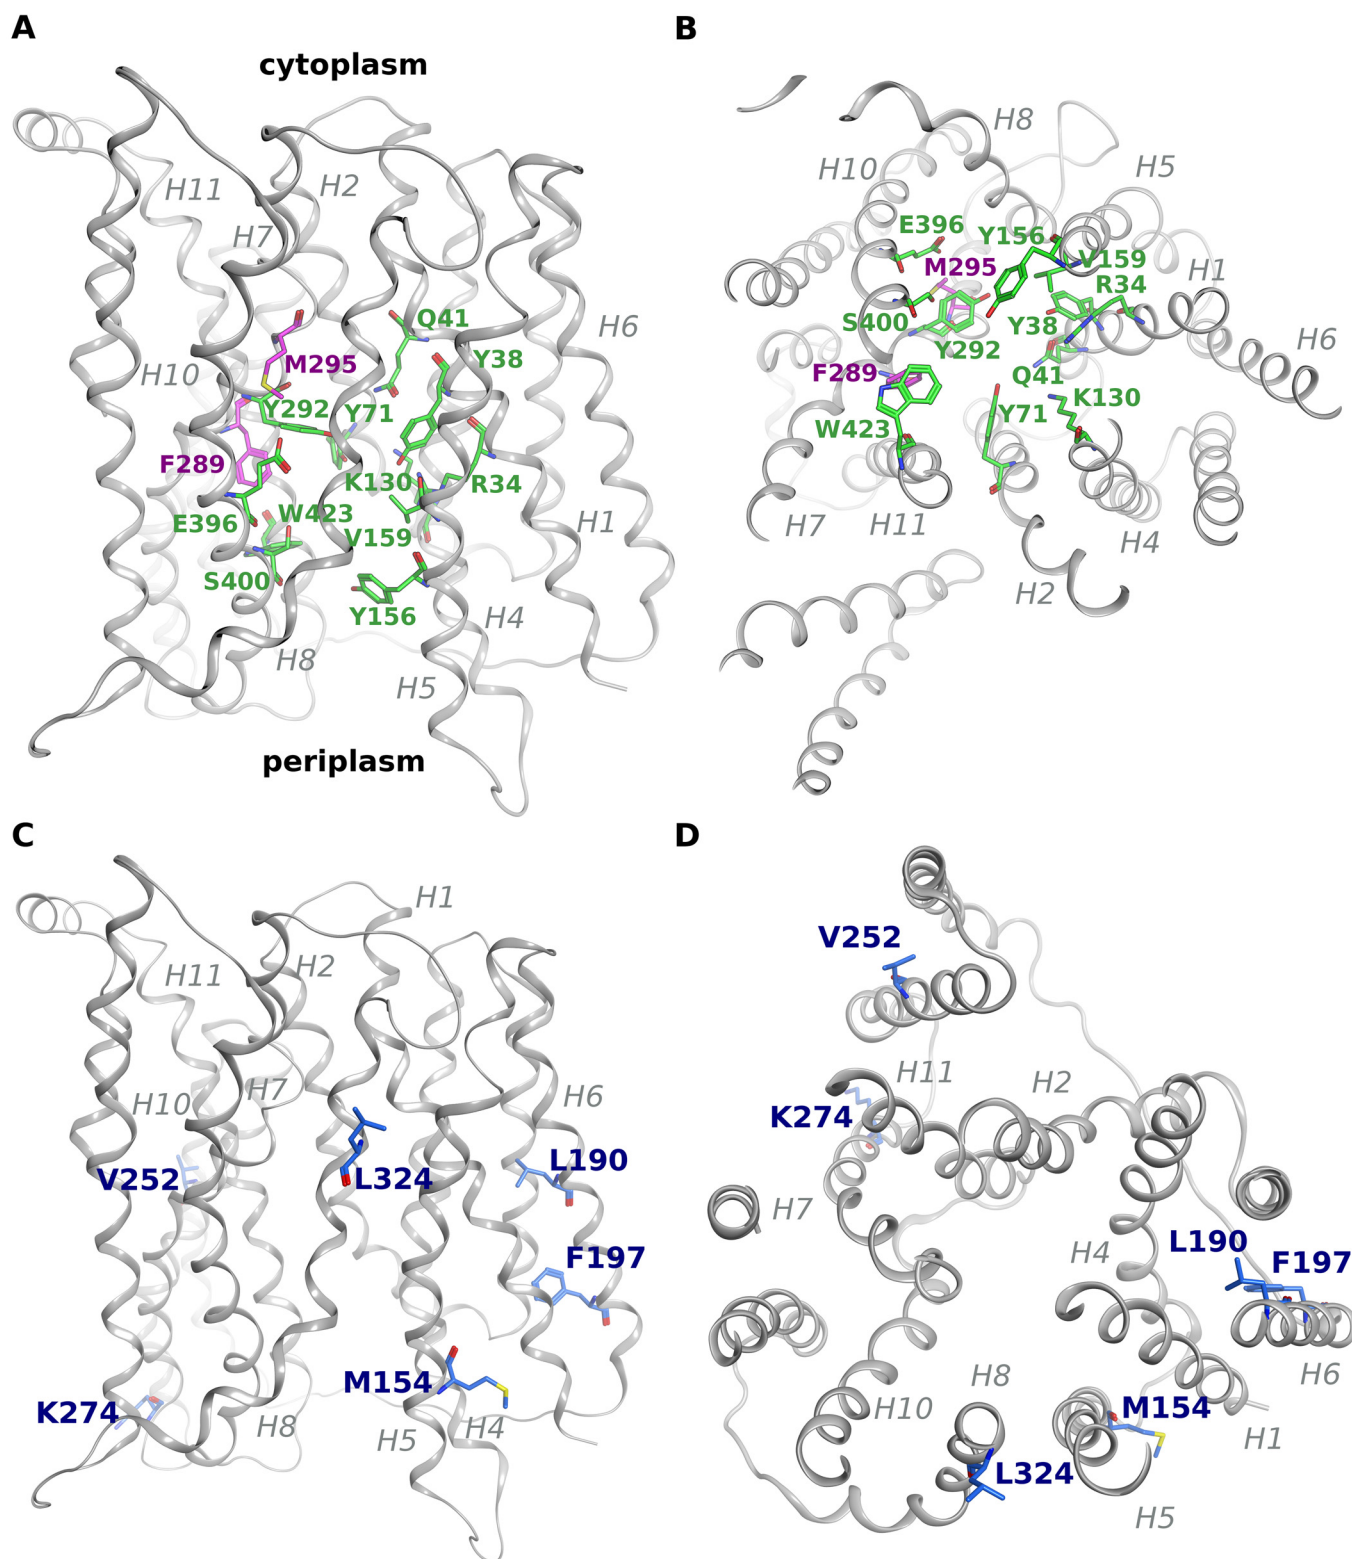 A
cytoplasm
H11
H2
H7
H6
Q41
Y38
M295
H10
Y292
Y71
F289
K130
R34
E396
W423
V159
H1
S400
Y156
H4
H8
H5
periplasm
B
H8
H10
H5
E396
Y156
M295
V159
R34
H1
S400
Y38
Y292
H6
F289
Q41
K130
W423
Y71
H7
H11
H4
H2
C
H1
H11
H2
H7
H10
H6
V252
L324
L190
F197
M154
K274
H8
H5
H4
D
V252
H11
H2
K274
H7
H4
L190
F197
H8
H6
H10
M154
H1
L324
H5